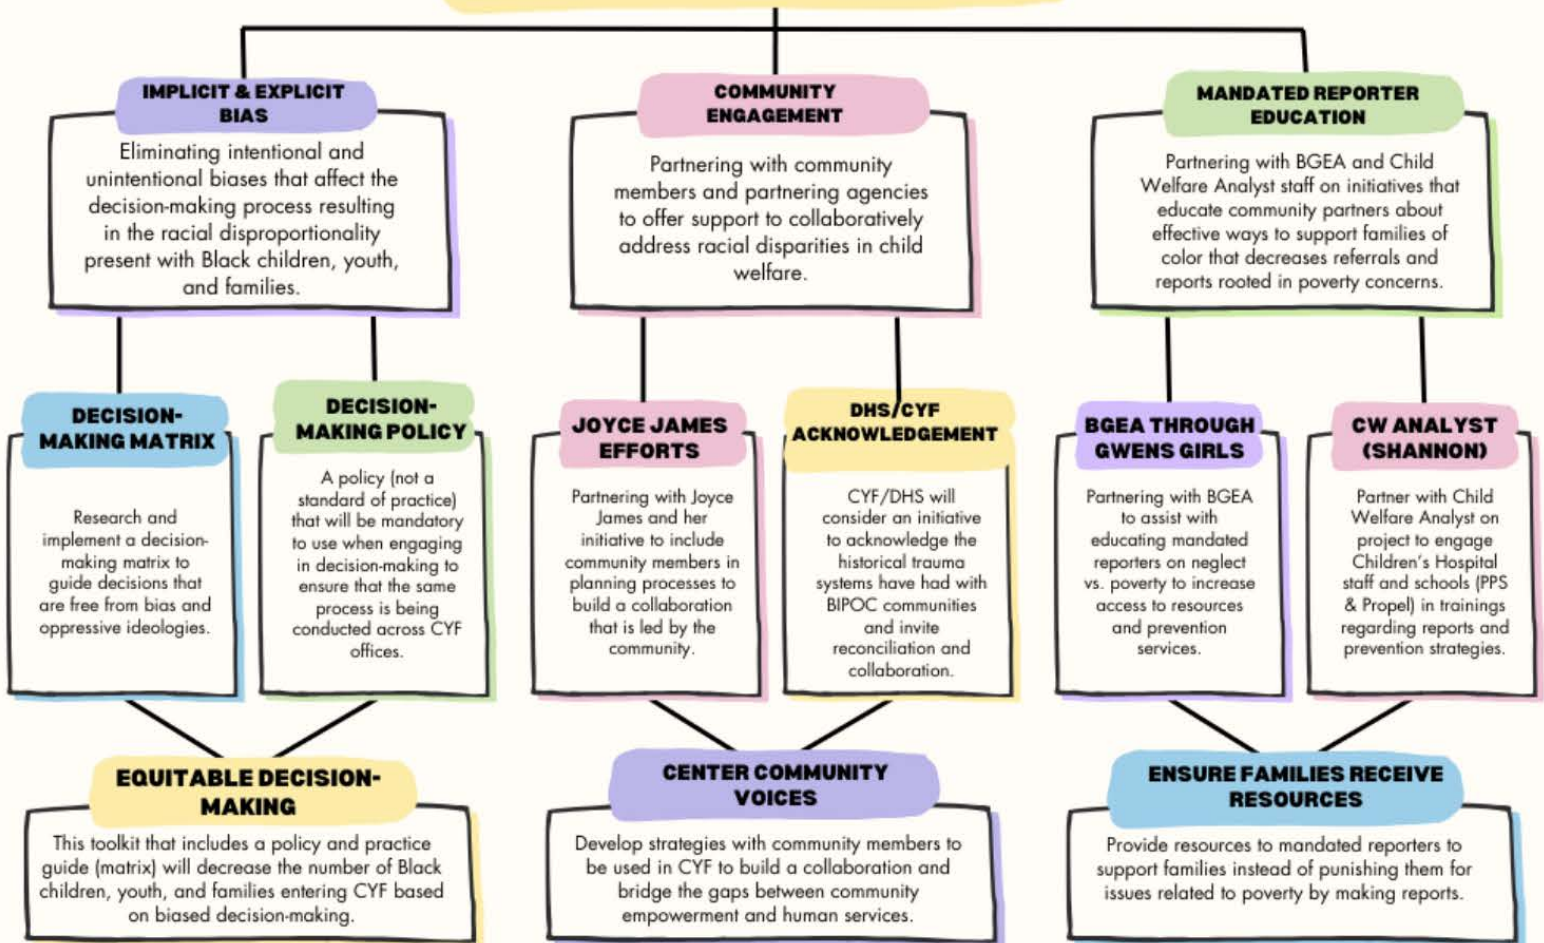 IMPLICIT & EXPLICIT
BIAS
Eliminating intentional and
unintentional biases that affect the
decision-making process resulting
in the racial disproportionality
present with Black children, youth,
and families.
COMMUNITY
ENGAGEMENT
Partnering with community
members and partnering agencies
to offer support to collaboratively
address racial disparities in child
welfare.
MANDATED REPORTER
EDUCATION
Partnering with BGEA and Child
Welfare Analyst staff on initiatives that
educate community partners about
effective ways to support families of
color that decreases referrals and
reports rooted in poverty concerns.
DECISION-
MAKING MATRIX
Research and
implement a decision-
making matrix to
guide decisions that
are free from bias and
oppressive ideologies.
DECISION-
MAKING POLICY
A policy (not a
standard of practice)
that will be mandatory
to use when engaging
in decision-making to
ensure that the same
process is being
conducted across CYF
offices.
JOYCE JAMES
EFFORTS
Partnering with Joyce
James and her
initiative to include
community members in
planning processes to
build a collaboration
that is led by the
community.
DHS/CYF
ACKNOWLEDGEMENT
CYF/DHS will
consider an initiative
to acknowledge the
historical trauma
systems have had with
BIPOC communities
and invite
reconciliation and
collaboration.
BGEA THROUGH
GWENS GIRLS
Partnering with BGEA
to assist with
educating mandated
reporters on neglect
vs. poverty to increase
access to resources
and prevention
services.
CW ANALYST
(SHANNON)
Partner with Child
Welfare Analyst on
project to engage
Children's Hospital
staff and schools (PPS
& Propel) in trainings
regarding reports and
prevention strategies.
EQUITABLE DECISION-
MAKING
This toolkit that includes a policy and practice
guide (matrix) will decrease the number of Black
children, youth, and families entering CYF based
on biased decision-making.
CENTER COMMUNITY
VOICES
Develop strategies with community members to
be used in CYF to build a collaboration and
bridge the gaps between community
empowerment and human services.
ENSURE FAMILIES RECEIVE
RESOURCES
Provide resources to mandated reporters to
support families instead of punishing them for
issues related to poverty by making reports.